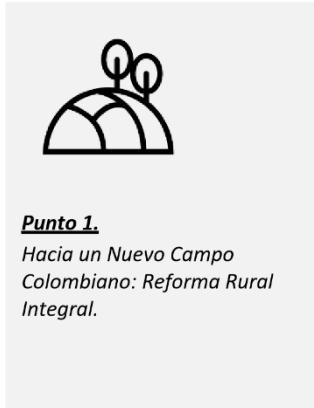 Punto 1.
Hacia un Nuevo Campo
Colombiano: Reforma Rural
Integral.